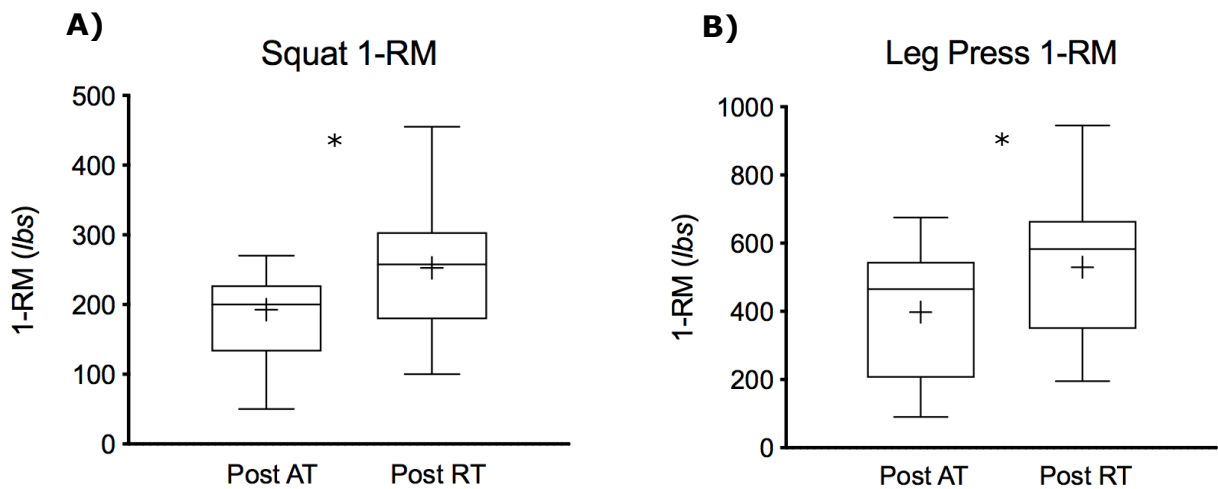 A)
Squat 1-RM
1-RM (lbs)
500
400
300
200
100
0
*
Post AT
Post RT
B)
Leg Press 1-RM
1-RM (lbs)
1000
800
600
400
200
0
*
Post AT
Post RT